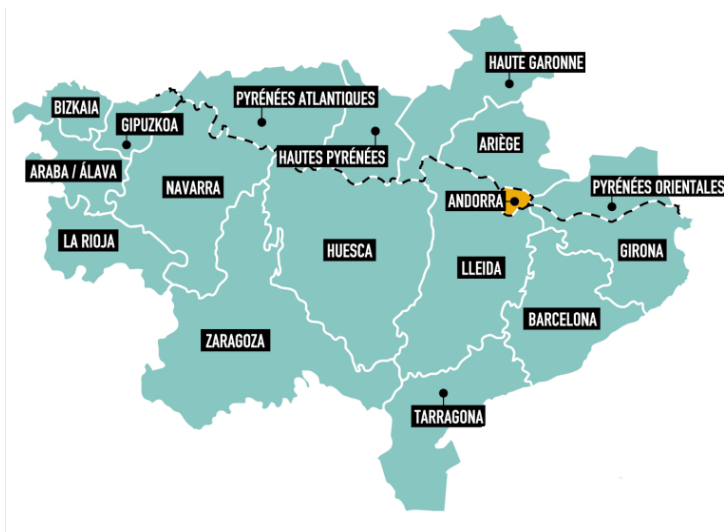 HAUTE GARONNE
PYRÉNÉES ATLANTIQUES
BIZKAIA
GIPUZKOA
HAUTES PYRÉNÉES
ARIÈGE
ARABA / ÁLAVA
NAVARRA
PYRÉNÉES ORIENTALES
ANDORRA
LA RIOJA
HUESCA
GIRONA
LLEIDA
BARCELONA
ZARAGOZA
TARRAGONA